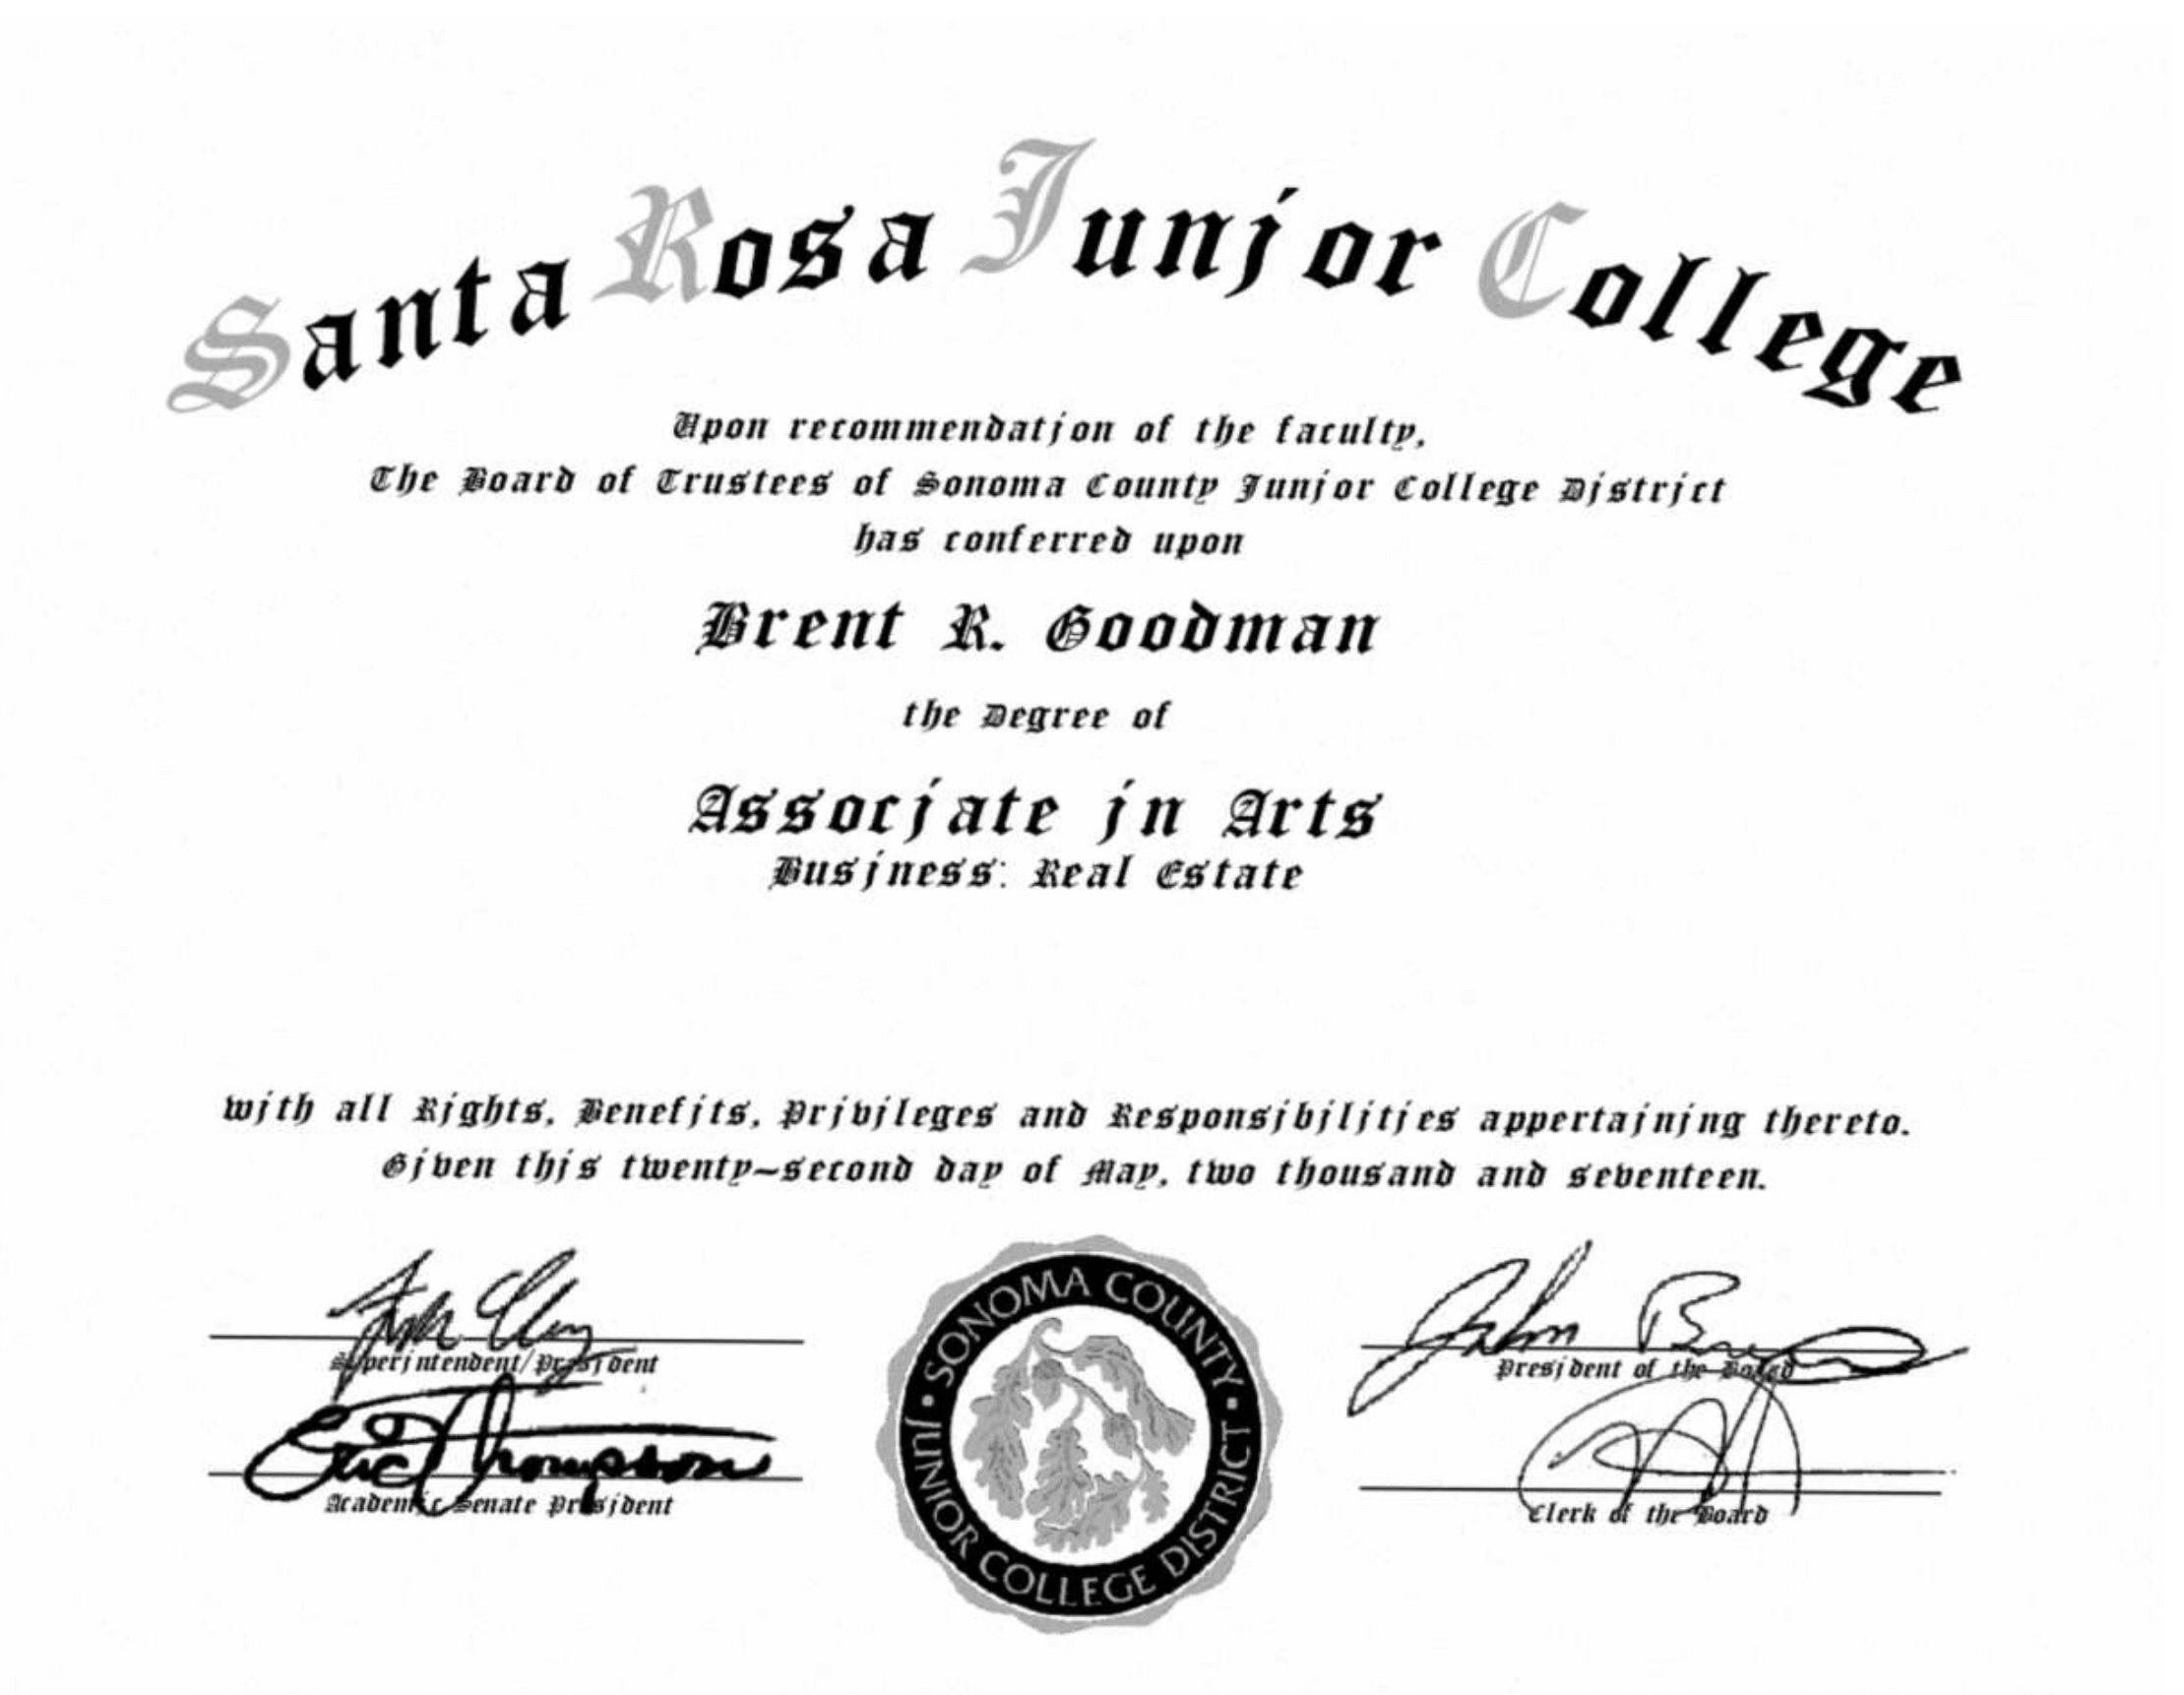 Santa Rosa Junior College
Upon recommendation of the faculty,
The Board of Trustees of Sonoma County Junior College District
has conferred upon
Brent R. Goodman
the Degree of
Associate in Arts
Business: Real Estate
with all Rights, Benefits, Privileges and Responsibilities appertaining thereto.
Given this twenty-second day of May, two thousand and seventeen.
Superintendent/President
President of the Board
Eric Thompson
Academic Senate President
Clerk of the Board
SONOMA COUNTY • JUNIOR COLLEGE DISTRICT •